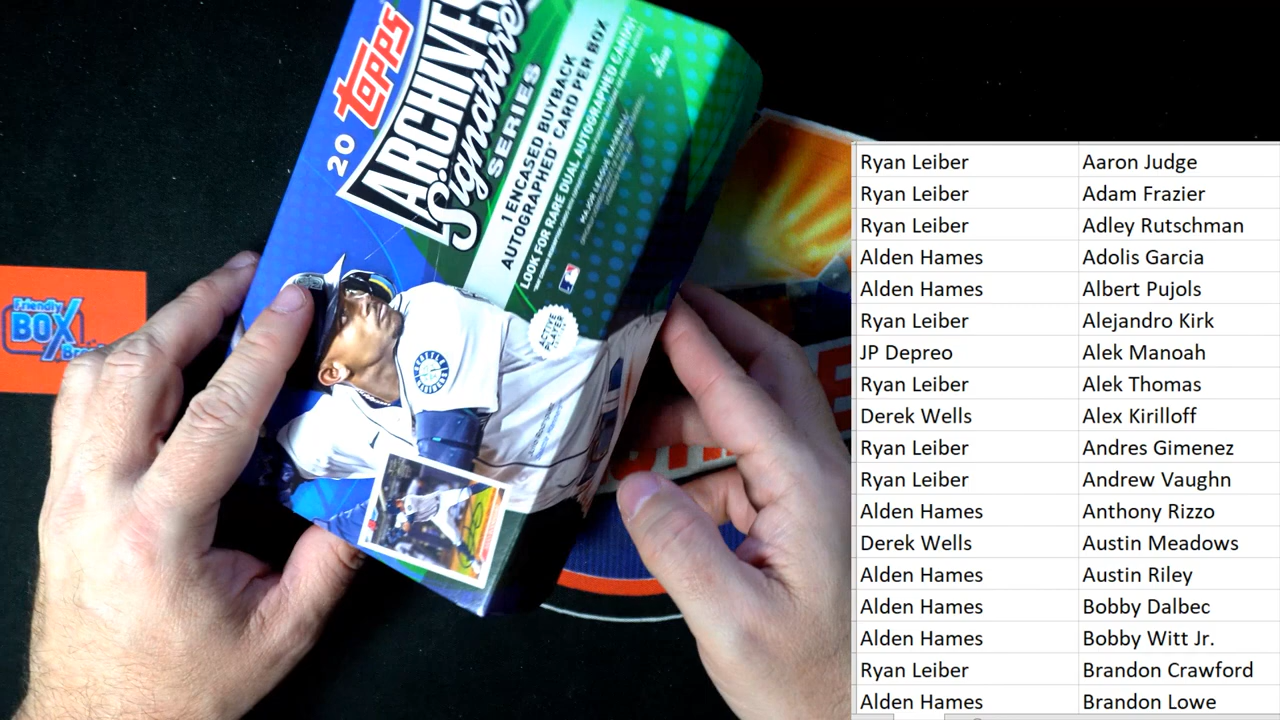 20
TOPPS
ARCHIVES
Signature
SERIES
1 ENCASED BUYBACK
AUTOGRAPHED* CARD PER BOX
LOOK FOR RARE DUAL AUTOGRAPHED CARDS!
MAJOR LEAGUE BASEBALL
ACTIVE
PLAYER
SEATTLE
Friendly
BOX
Ryan Leiber Aaron Judge
Ryan Leiber Adam Frazier
Ryan Leiber Adley Rutschman
Alden Hames Adolis Garcia
Alden Hames Albert Pujols
Ryan Leiber Alejandro Kirk
JP Depreo Alek Manoah
Ryan Leiber Alek Thomas
Derek Wells Alex Kirilloff
Ryan Leiber Andres Gimenez
Ryan Leiber Andrew Vaughn
Alden Hames Anthony Rizzo
Derek Wells Austin Meadows
Alden Hames Austin Riley
Alden Hames Bobby Dalbec
Alden Hames Bobby Witt Jr.
Ryan Leiber Brandon Crawford
Alden Hames Brandon Lowe